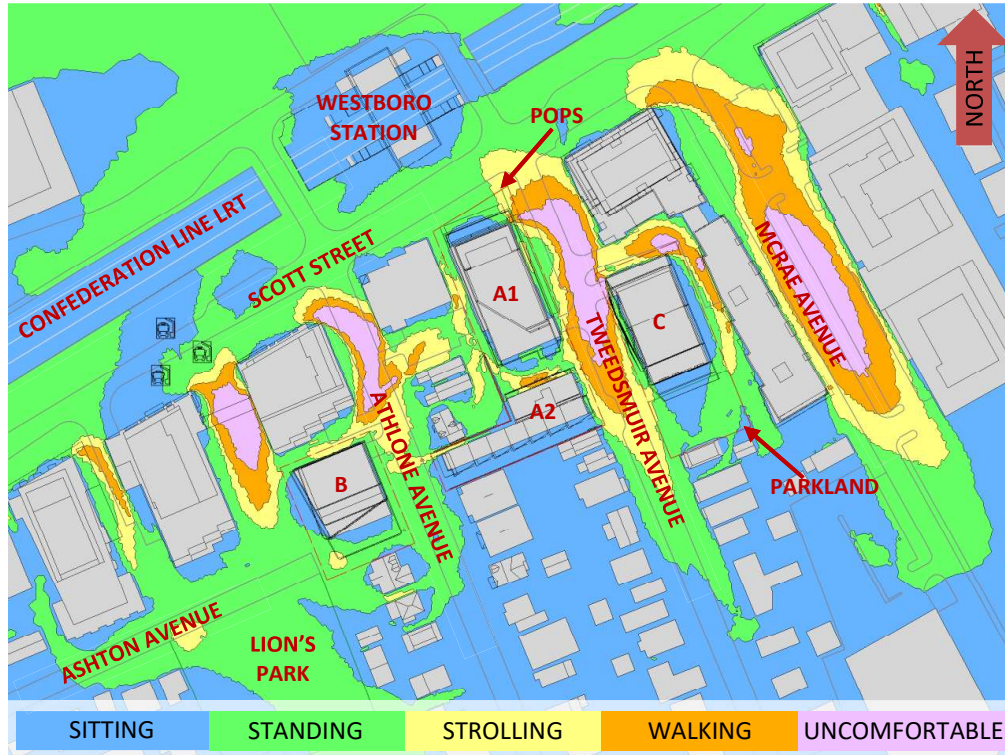 NORTH
WESTBORO
STATION
POPS
CONFEDERATION LINE LRT
SCOTT STREET
MCRAE AVENUE
A1
C
TWEEDSMUIR AVENUE
ATHLONE AVENUE
A2
B
PARKLAND
ASHTON AVENUE
LION'S
PARK
SITTING STANDING STROLLING WALKING UNCOMFORTABLE